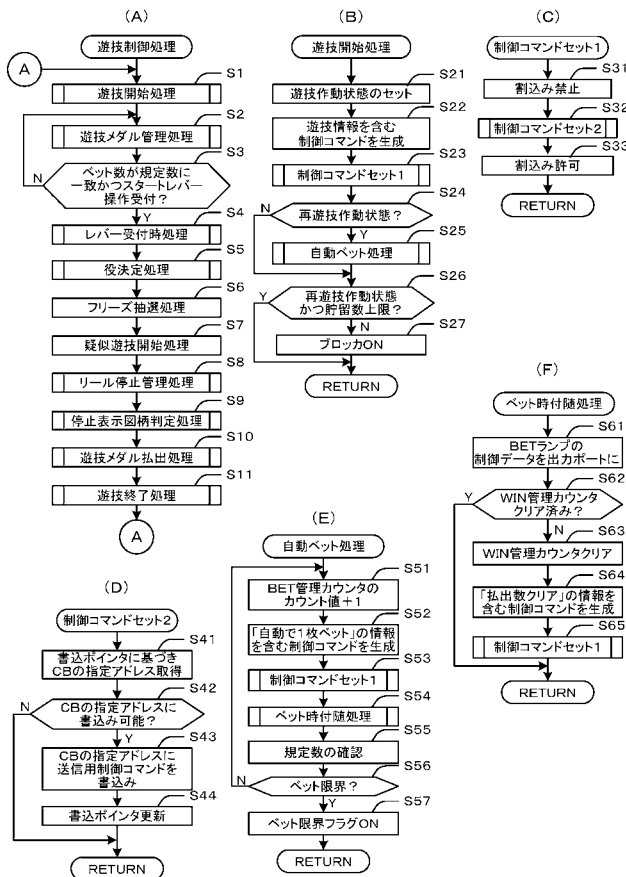 (A)
遊技制御処理
A
S1
遊技開始処理
S2
遊技メダル管理処理
S3
ベット数が規定数に
一致かつスタートレバー
操作受付?
N
Y
S4
レバー受付時処理
S5
役決定処理
S6
フリーズ抽選処理
S7
疑似遊技開始処理
S8
リール停止管理処理
S9
停止表示図柄判定処理
S10
遊技メダル払出処理
S11
遊技終了処理
A
(B)
遊技開始処理
S21
遊技作動状態のセット
S22
遊技情報を含む
制御コマンドを生成
S23
制御コマンドセット1
S24
再遊技作動状態?
N
Y
S25
自動ベット処理
S26
再遊技作動状態
かつ貯留数上限?
Y
N
S27
ブロッカON
RETURN
(C)
制御コマンドセット1
S31
割込み禁止
S32
制御コマンドセット2
S33
割込み許可
RETURN
(D)
制御コマンドセット2
S41
書込ポインタに基づき
CBの指定アドレス取得
S42
CBの指定アドレスに
書込み可能?
N
Y
S43
CBの指定アドレスに
送信用制御コマンドを
書込み
S44
書込ポインタ更新
RETURN
(E)
自動ベット処理
S51
BET管理カウンタの
カウント値+1
S52
「自動で1枚ベット」の情報
を含む制御コマンドを生成
S53
制御コマンドセット1
S54
ベット時付随処理
S55
規定数の確認
S56
ベット限界?
N
Y
S57
ベット限界フラグON
RETURN
(F)
ベット時付随処理
S61
BETランプの
制御データを出力ポートに
S62
WIN管理カウンタ
クリア済み?
Y
N
S63
WIN管理カウンタクリア
S64
「払出数クリア」の情報を
含む制御コマンドを生成
S65
制御コマンドセット1
RETURN